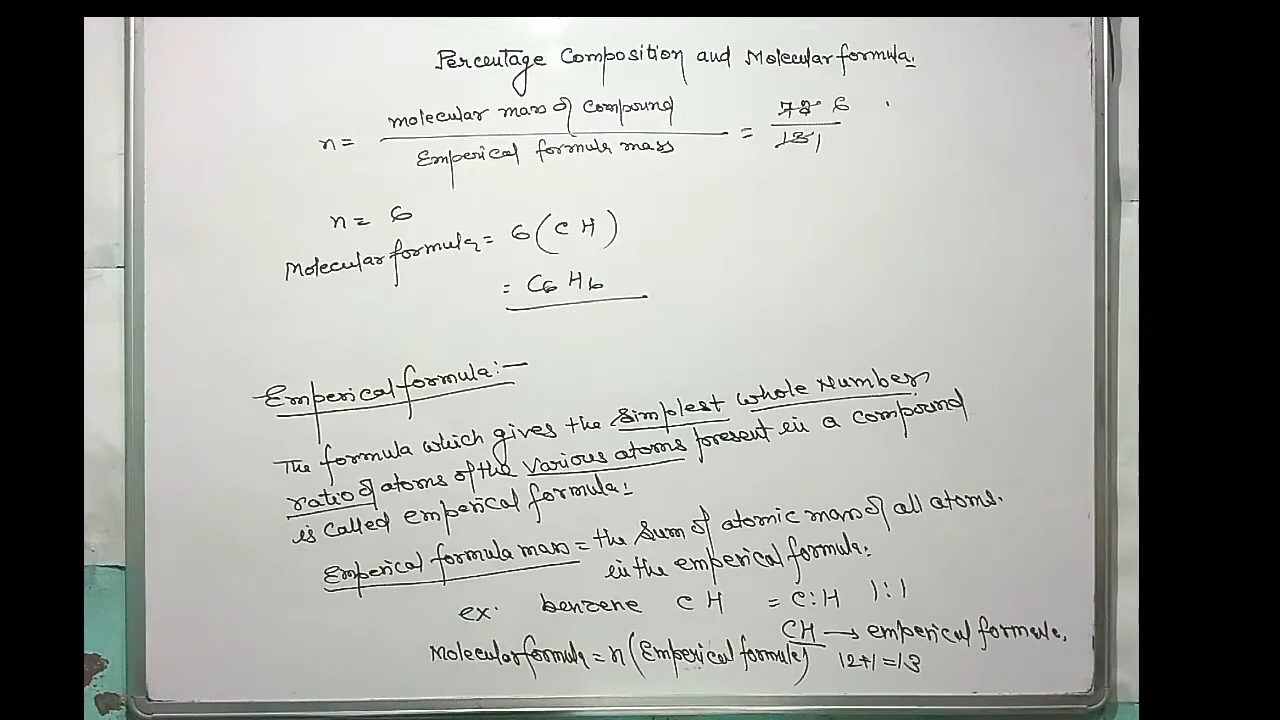 Percentage Composition and Molecular formula.
n = molecular mass of Compound / Emperical formula mass = 78 6 / 13 1
n = 6
Molecular formula = 6 (CH)
= C6 H6
Emperical formula:-
The formula which gives the simplest whole Number
ratio of atoms of the various atoms present in a compound
is called emperical formula.
Emperical formula mass = the sum of atomic mass of all atoms.
in the emperical formula.
ex. benzene CH = C:H 1:1
CH → emperical formula.
Molecular formula = n (Emperical formula) 12+1=13